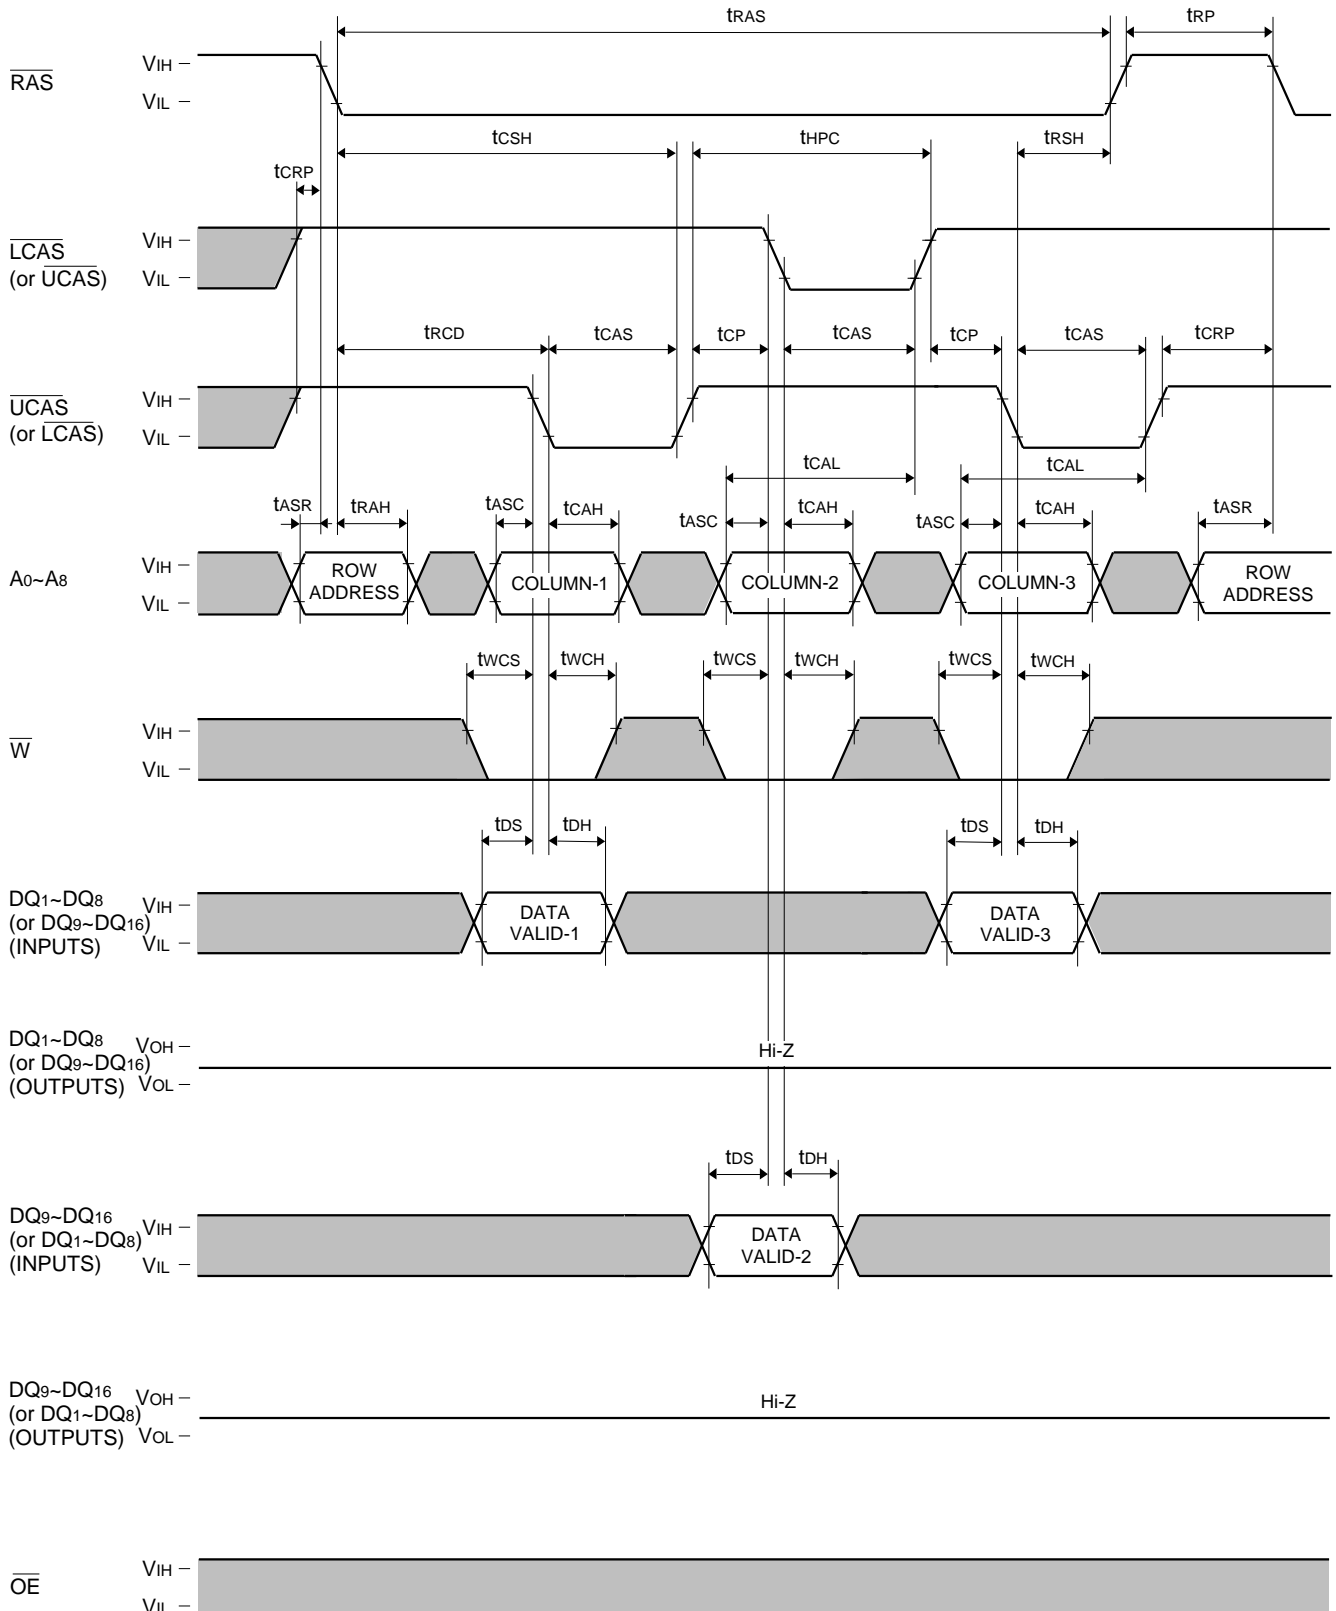 tRAS tRP
RAS VIH
VIL
tCSH tHPC tRSH
tCRP
LCAS VIH
(or UCAS) VIL
tRCD tCAS tCP tCAS tCP tCAS tCRP
UCAS VIH
(or LCAS) VIL
tCAL tCAL
tASR tRAH tASC tCAH tASC tCAH tASC tCAH tASR
A0~A8 VIH
VIL
ROW
ADDRESS
COLUMN-1
COLUMN-2
COLUMN-3
ROW
ADDRESS
tWCS tWCH tWCS tWCH tWCS tWCH
W VIH
VIL
tDS tDH tDS tDH
DQ1~DQ8 VIH
(or DQ9~DQ16)
(INPUTS) VIL
DATA
VALID-1
DATA
VALID-3
DQ1~DQ8 VOH
(or DQ9~DQ16)
(OUTPUTS) VOL
Hi-Z
tDS tDH
DQ9~DQ16 VIH
(or DQ1~DQ8)
(INPUTS) VIL
DATA
VALID-2
DQ9~DQ16 VOH
(or DQ1~DQ8)
(OUTPUTS) VOL
Hi-Z
OE VIH
VIL